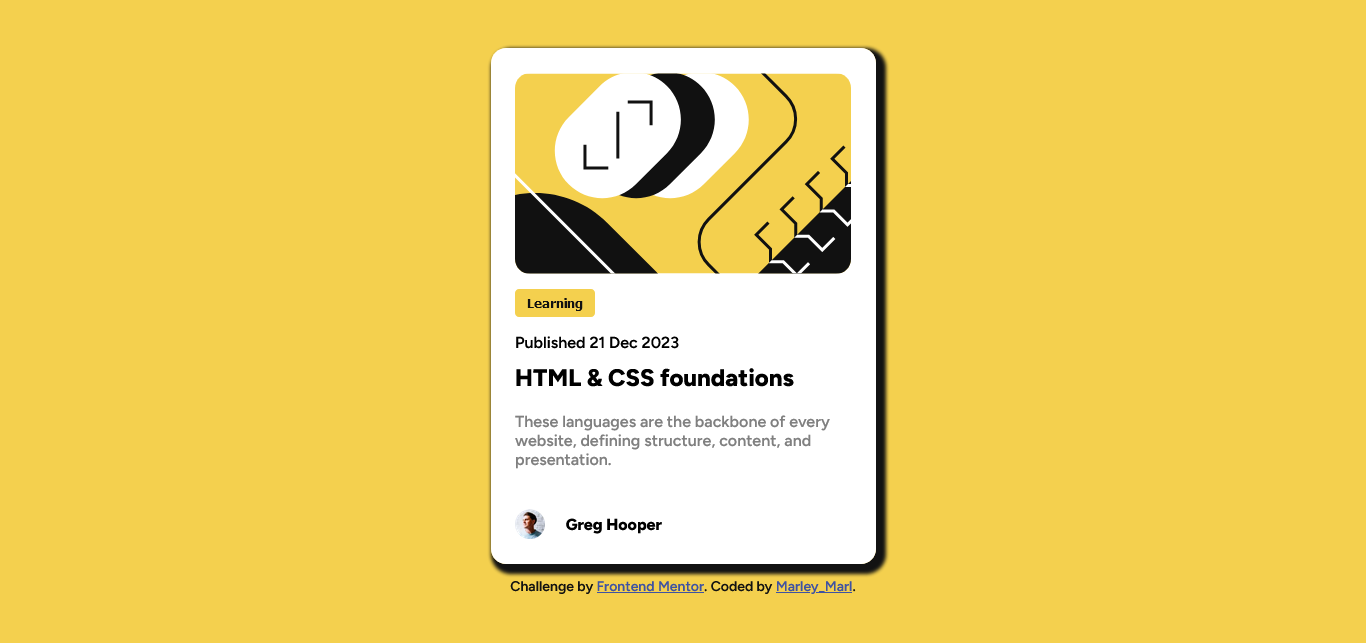 Learning
Published 21 Dec 2023
HTML & CSS foundations
These languages are the backbone of every
website, defining structure, content, and
presentation.
Greg Hooper
Challenge by Frontend Mentor. Coded by Marley_Marl.